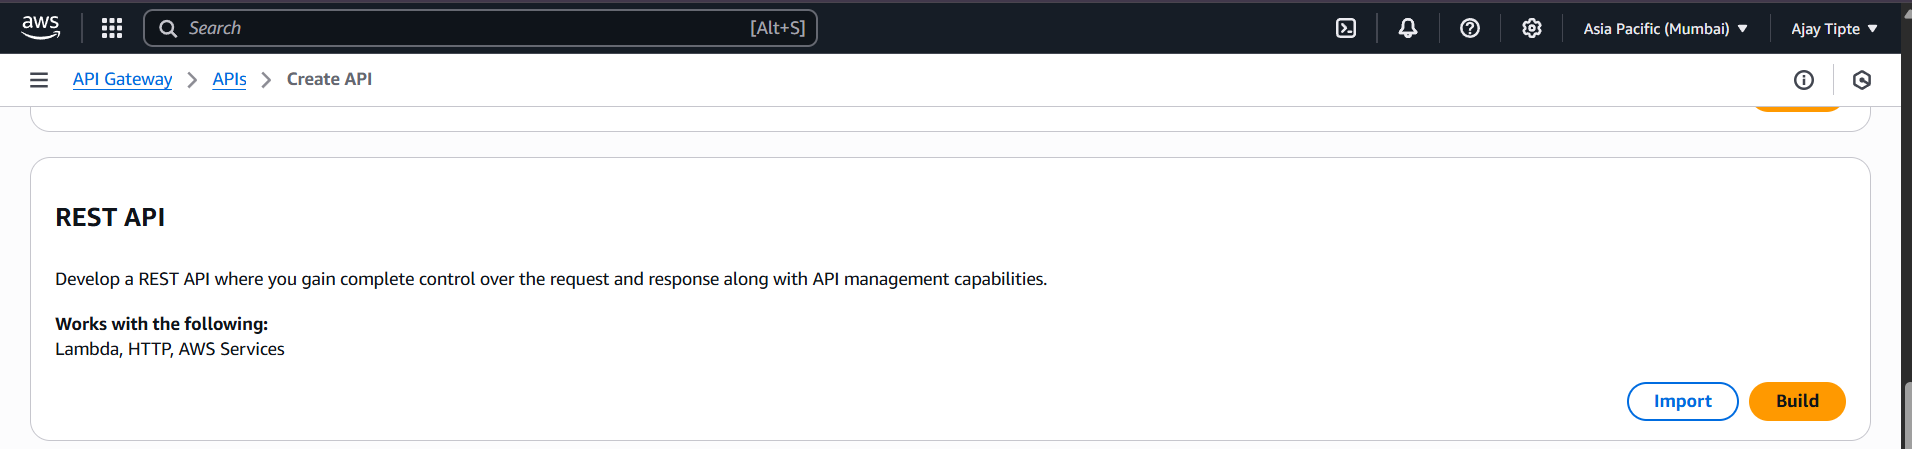 aws
Search [Alt+S]
Asia Pacific (Mumbai) Ajay Tipte
API Gateway APIs Create API
REST API
Develop a REST API where you gain complete control over the request and response along with API management capabilities.
Works with the following:
Lambda, HTTP, AWS Services
Import Build